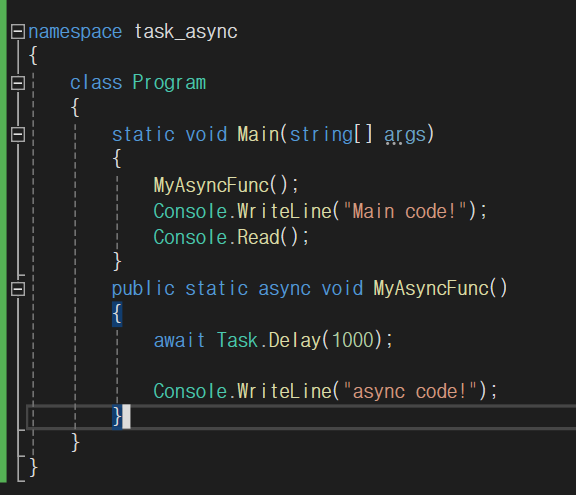 namespace task_async
{
class Program
{
static void Main(string[] args)
{
MyAsyncFunc();
Console.WriteLine("Main code!");
Console.Read();
}
public static async void MyAsyncFunc()
{
await Task.Delay(1000);
Console.WriteLine("async code!");
}
}
}